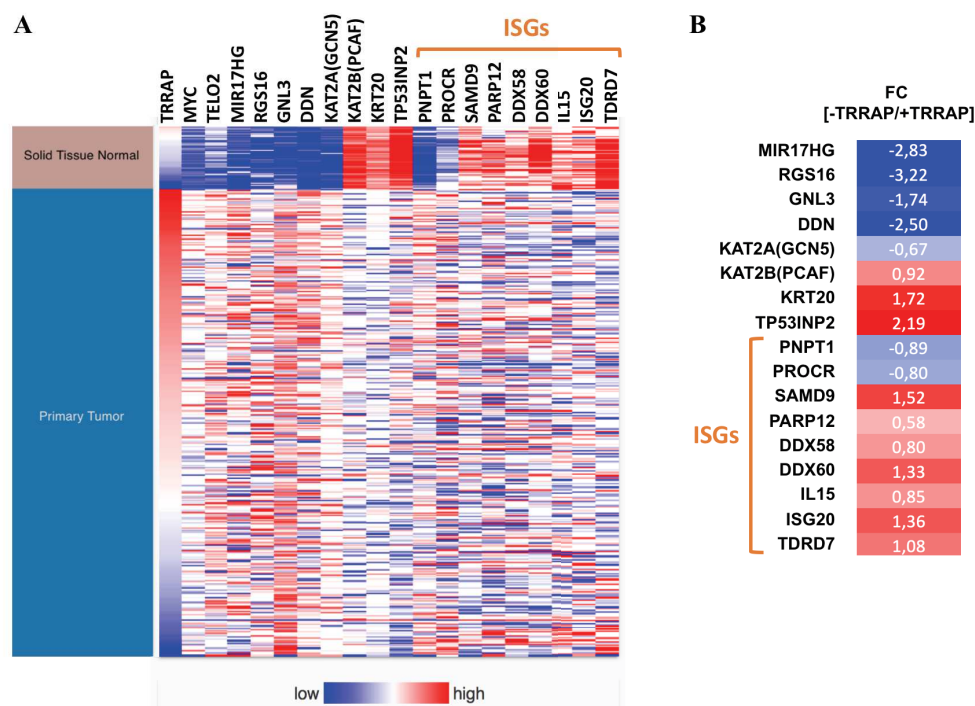 A
ISGs
TRRAP
MYC
TELO2
MIR17HG
RGS16
GNL3
DDN
KAT2A(GCN5)
KAT2B(PCAF)
KRT20
TP53INP2
PNPT1
PROCR
SAMD9
PARP12
DDX58
DDX60
IL15
ISG20
TDRD7
Solid Tissue Normal
Primary Tumor
low high
B
FC
[-TRRAP/+TRRAP]
MIR17HG -2,83
RGS16 -3,22
GNL3 -1,74
DDN -2,50
KAT2A(GCN5) -0,67
KAT2B(PCAF) 0,92
KRT20 1,72
TP53INP2 2,19
PNPT1 -0,89
PROCR -0,80
SAMD9 1,52
PARP12 0,58
ISGs
DDX58 0,80
DDX60 1,33
IL15 0,85
ISG20 1,36
TDRD7 1,08